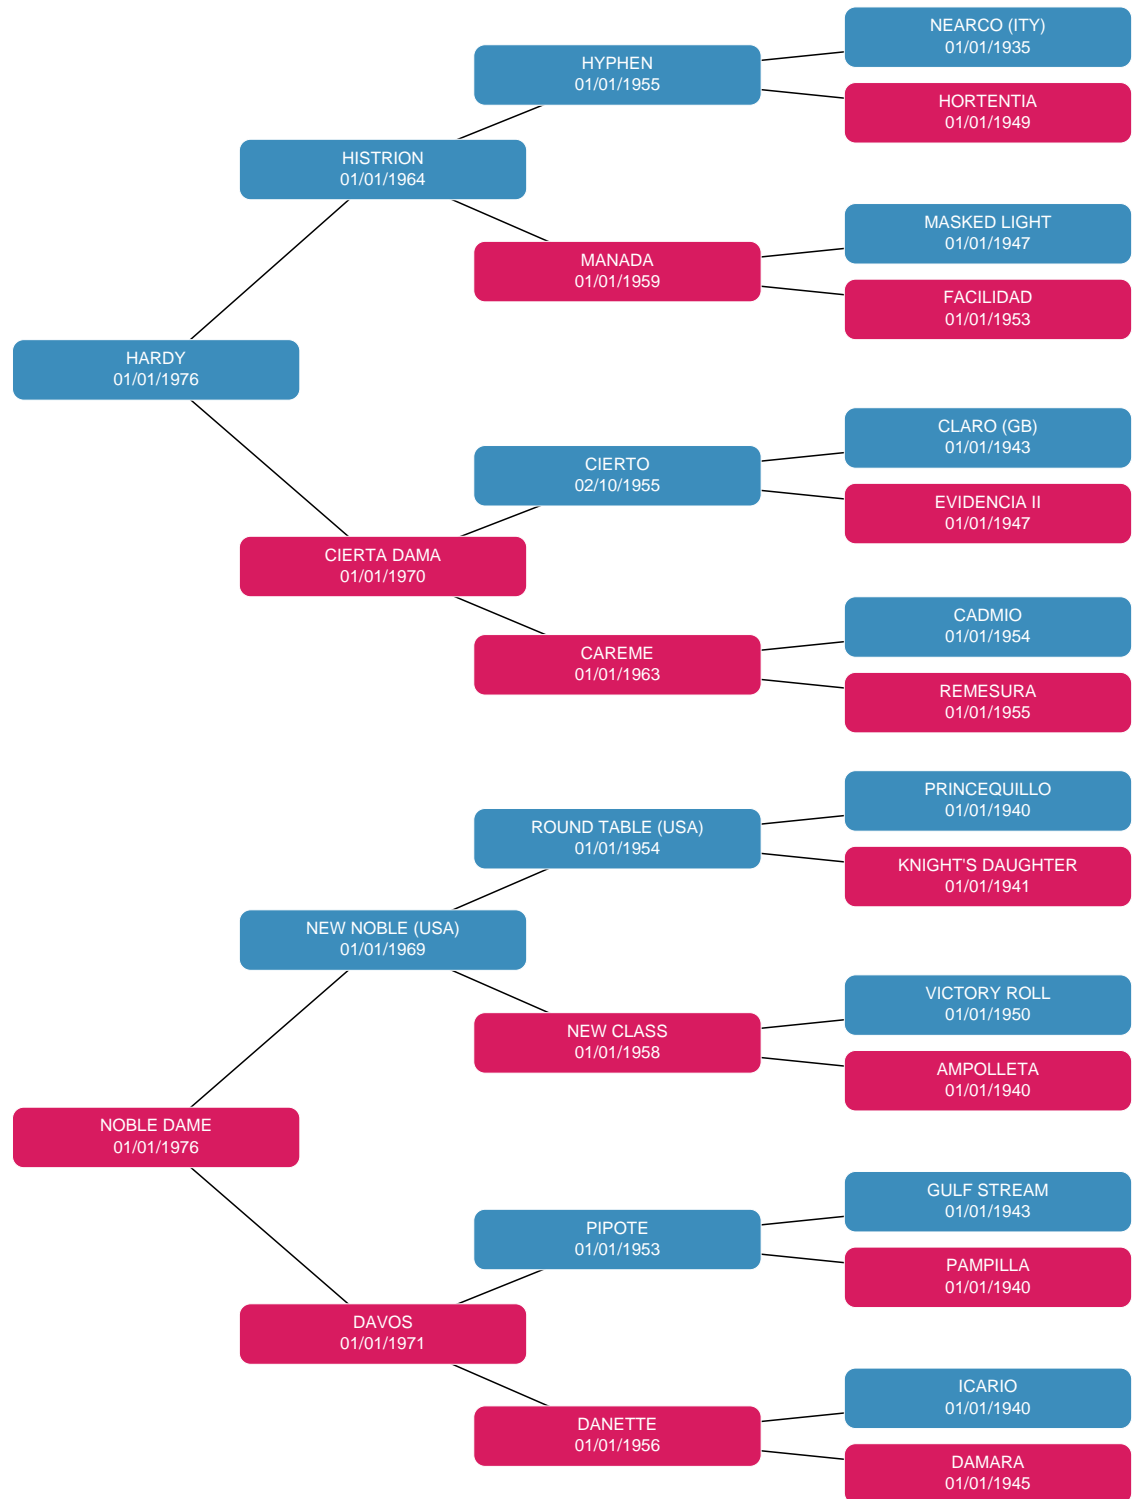 NEARCO (ITY)
01/01/1935
HYPHEN
01/01/1955
HORTENTIA
01/01/1949
HISTRION
01/01/1964
MASKED LIGHT
01/01/1947
MANADA
01/01/1959
FACILIDAD
01/01/1953
HARDY
01/01/1976
CLARO (GB)
01/01/1943
CIERTO
02/10/1955
EVIDENCIA II
01/01/1947
CIERTA DAMA
01/01/1970
CADMIO
01/01/1954
CAREME
01/01/1963
REMESURA
01/01/1955
PRINCEQUILLO
01/01/1940
ROUND TABLE (USA)
01/01/1954
KNIGHT'S DAUGHTER
01/01/1941
NEW NOBLE (USA)
01/01/1969
VICTORY ROLL
01/01/1950
NEW CLASS
01/01/1958
AMPOLLETA
01/01/1940
NOBLE DAME
01/01/1976
GULF STREAM
01/01/1943
PIPOTE
01/01/1953
PAMPILLA
01/01/1940
DAVOS
01/01/1971
ICARIO
01/01/1940
DANETTE
01/01/1956
DAMARA
01/01/1945